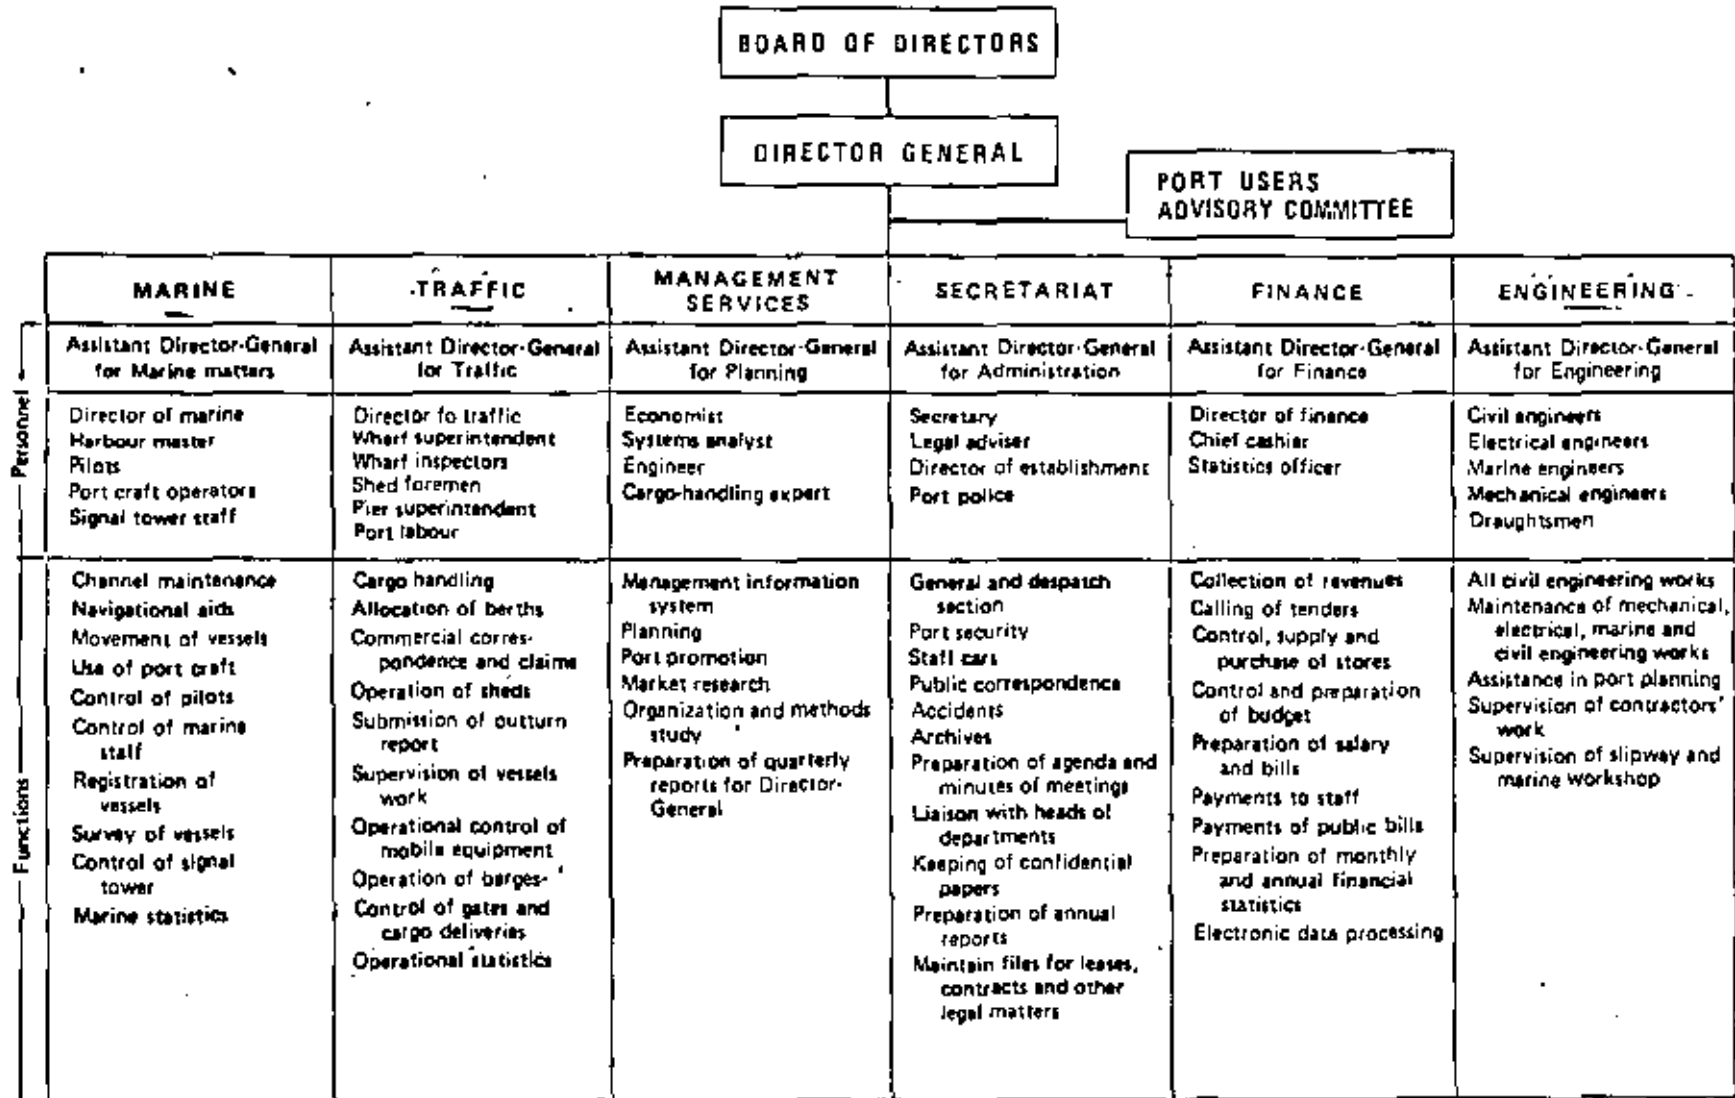 BOARD OF DIRECTORS
DIRECTOR GENERAL
PORT USERS
ADVISORY COMMITTEE
MARINE
TRAFFIC
MANAGEMENT
SERVICES
SECRETARIAT
FINANCE
ENGINEERING
Personnel
Assistant Director-General
for Marine matters
Assistant Director-General
for Traffic
Assistant Director-General
for Planning
Assistant Director-General
for Administration
Assistant Director-General
for Finance
Assistant Director-General
for Engineering
Director of marine
Harbour master
Pilots
Port craft operators
Signal tower staff
Director fo traffic
Wharf superintendent
Wharf inspectors
Shed foremen
Pier superintendent
Port labour
Economist
Systems analyst
Engineer
Cargo-handling expert
Secretary
Legal adviser
Director of establishment
Port police
Director of finance
Chief cashier
Statistics officer
Civil engineers
Electrical engineers
Marine engineers
Mechanical engineers
Draughtsmen
Functions
Channel maintenance
Navigational aids
Movement of vessels
Use of port craft
Control of pilots
Control of marine
staff
Registration of
vessels
Survey of vessels
Control of signal
tower
Marine statistics
Cargo handling
Allocation of berths
Commercial corres-
pondence and claims
Operation of sheds
Submission of outturn
report
Supervision of vessels
work
Operational control of
mobile equipment
Operation of barges
Control of gates and
cargo deliveries
Operational statistics
Management information
system
Planning
Port promotion
Market research
Organization and methods
study
Preparation of quarterly
reports for Director-
General
General and despatch
section
Port security
Staff cars
Public correspondence
Accidents
Archives
Preparation of agenda and
minutes of meetings
Liaison with heads of
departments
Keeping of confidential
papers
Preparation of annual
reports
Maintain files for leases,
contracts and other
legal matters
Collection of revenues
Calling of tenders
Control, supply and
purchase of stores
Control and preparation
of budget
Preparation of salary
and bills
Payments to staff
Payments of public bills
Preparation of monthly
and annual financial
statistics
Electronic data processing
All civil engineering works
Maintenance of mechanical,
electrical, marine and
civil engineering works
Assistance in port planning
Supervision of contractors'
work
Supervision of slipway and
marine workshop